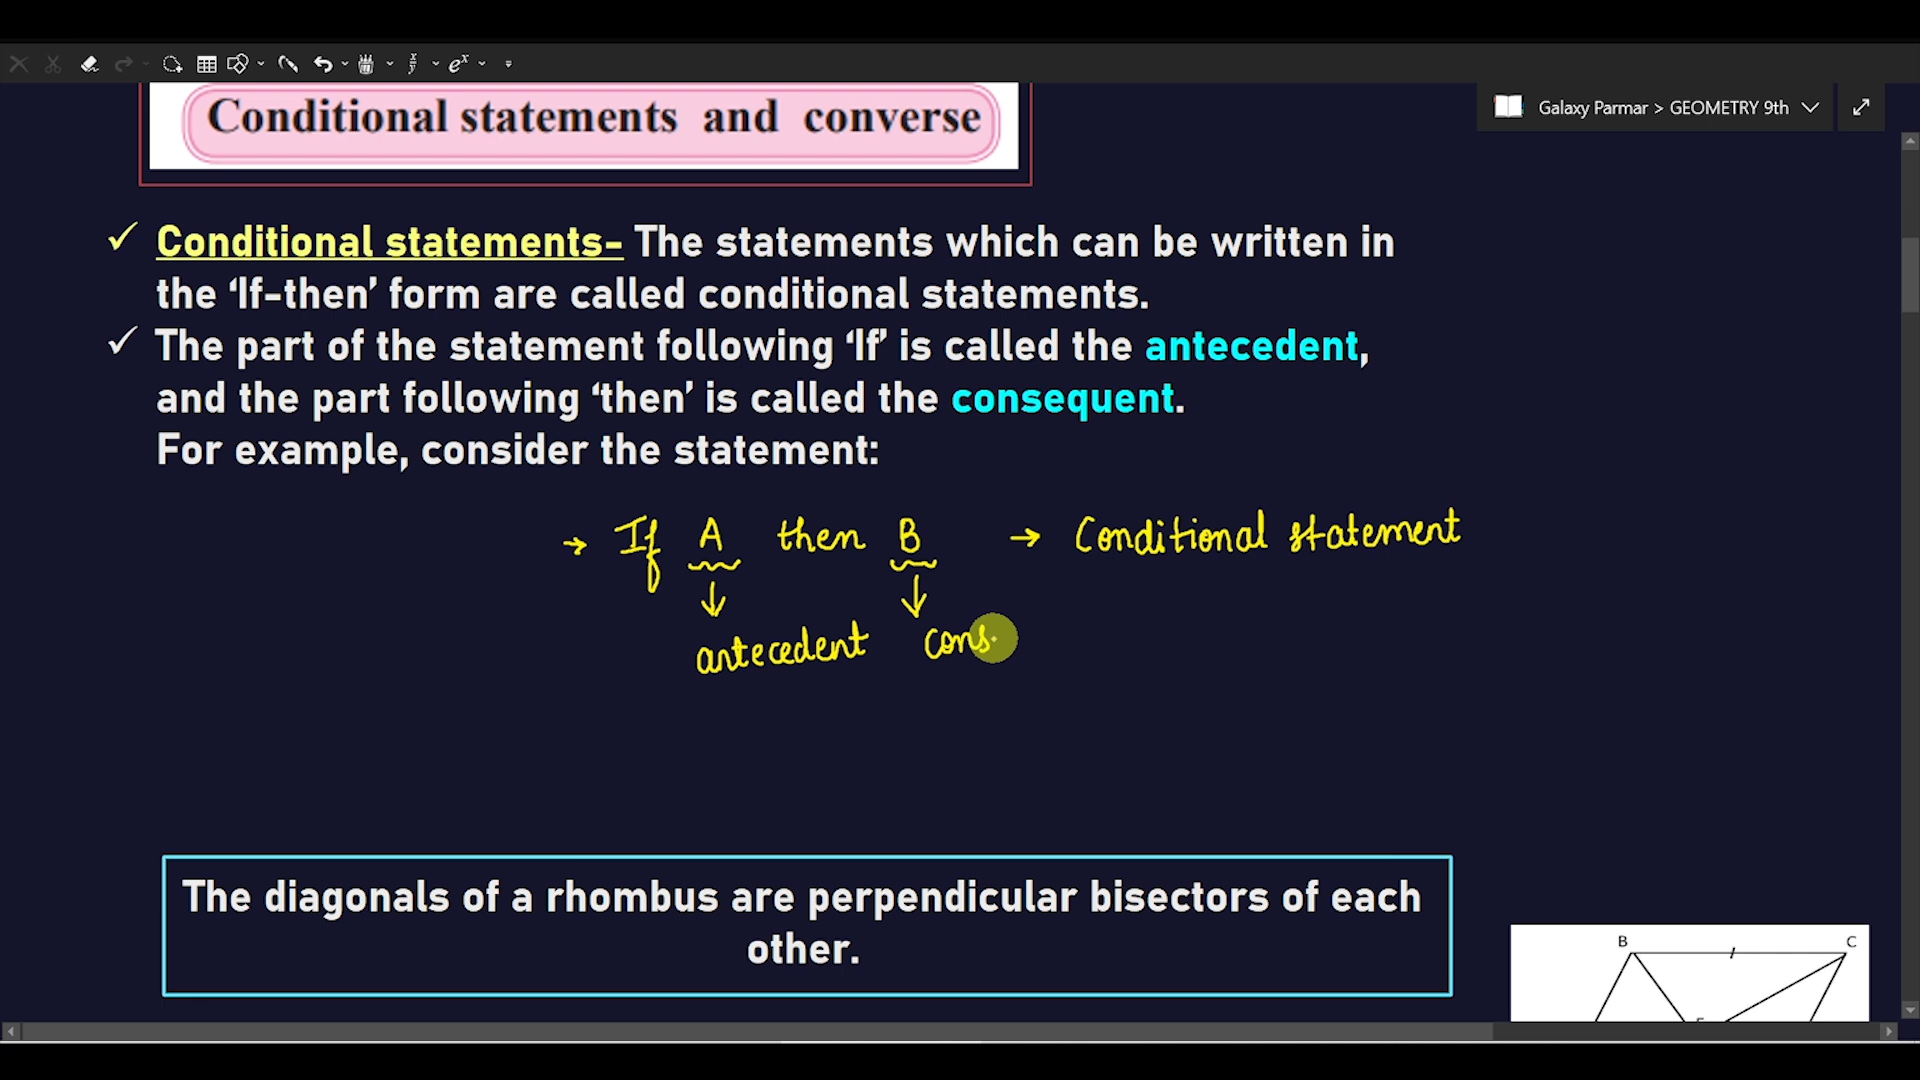 Galaxy Parmar > GEOMETRY 9th
Conditional statements and converse
✓ Conditional statements- The statements which can be written in
the ‘If-then’ form are called conditional statements.
✓ The part of the statement following ‘If’ is called the antecedent,
and the part following ‘then’ is called the consequent.
For example, consider the statement:
→ If A then B → Conditional statement
↓ ↓
antecedent cons
The diagonals of a rhombus are perpendicular bisectors of each
other.
B C